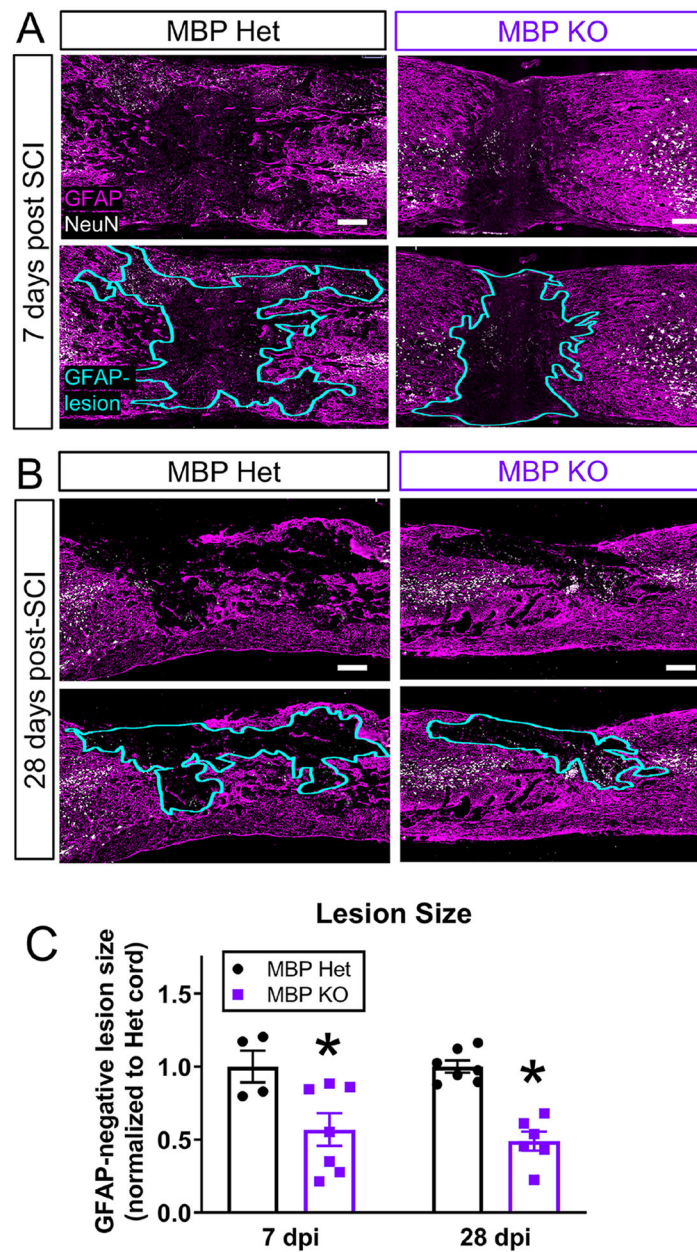 A
MBP Het
MBP KO
7 days post SCI
GFAP
NeuN
GFAP-
lesion
B
MBP Het
MBP KO
28 days post-SCI
C
Lesion Size
GFAP-negative lesion size
(normalized to Het cord)
MBP Het
MBP KO
1.5
1.0
0.5
0.0
*
*
7 dpi
28 dpi